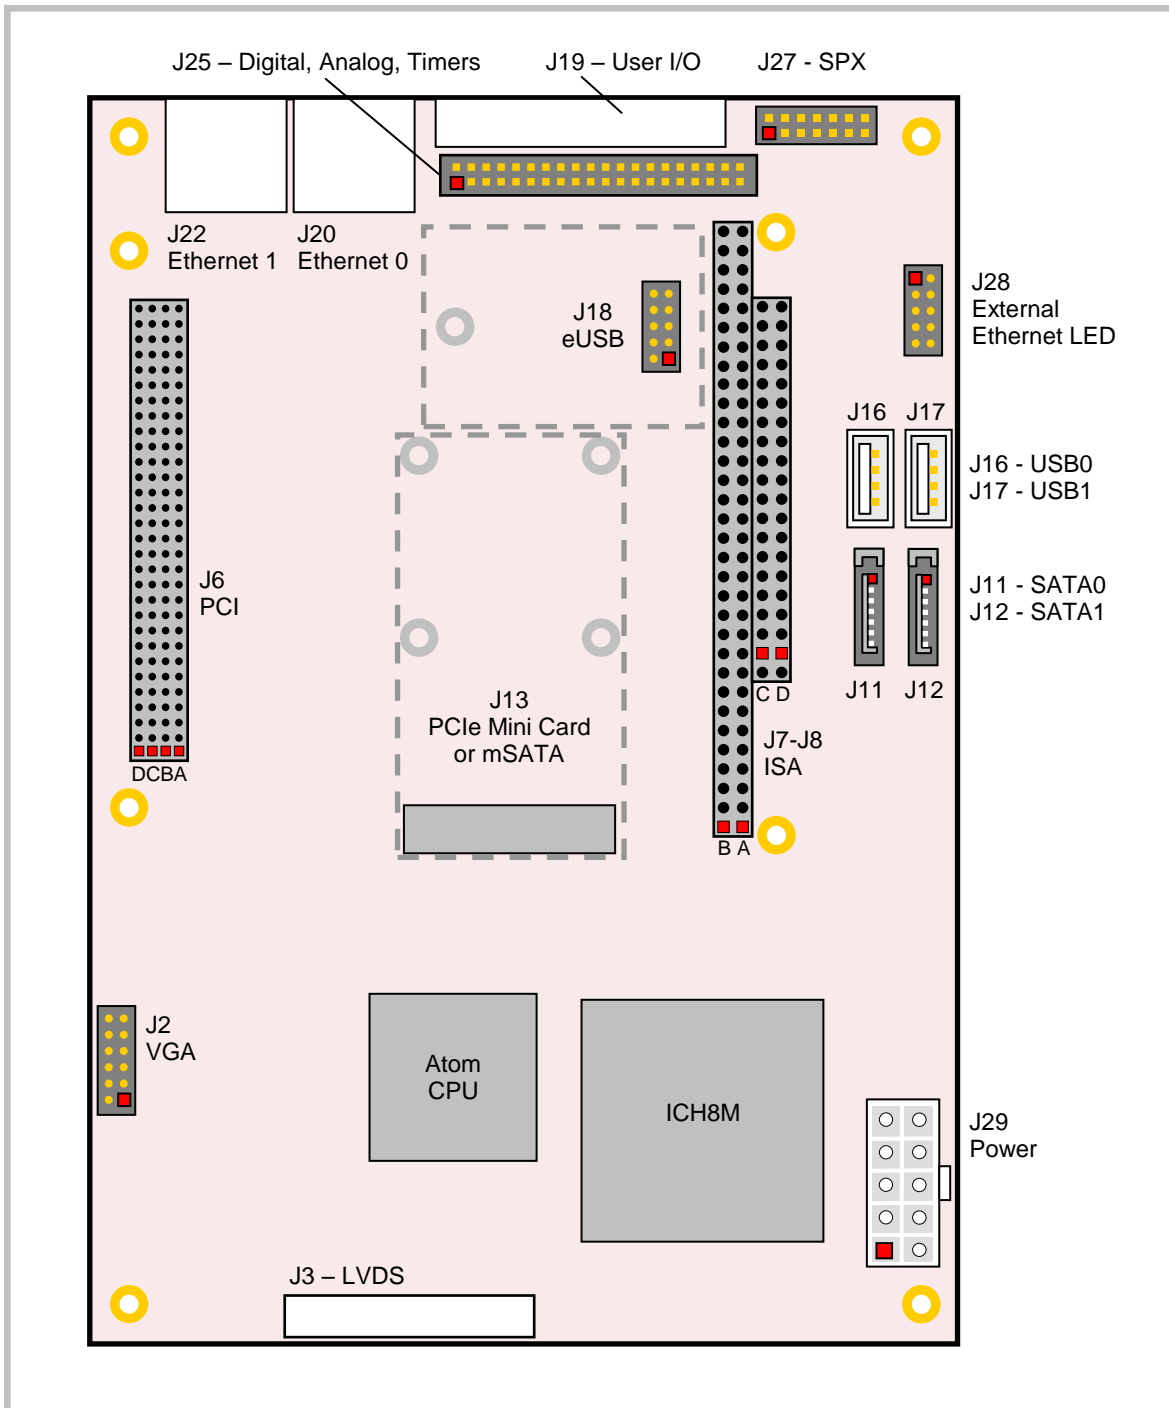 J25 – Digital, Analog, Timers
J19 – User I/O
J27 - SPX
J22
Ethernet 1
J20
Ethernet 0
J28
External
Ethernet LED
J18
eUSB
J16
J17
J16 - USB0
J17 - USB1
J6
PCI
J11 - SATA0
J12 - SATA1
J11
J12
C D
J13
PCIe Mini Card
or mSATA
J7-J8
ISA
DCBA
B A
J2
VGA
Atom
CPU
ICH8M
J29
Power
J3 – LVDS